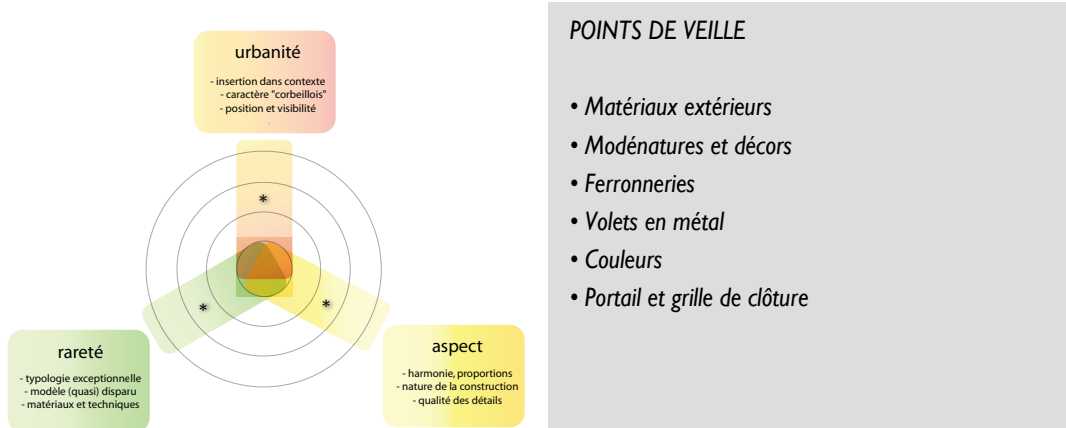 urbanité
- insertion dans contexte
- caractère "corbeillois"
- position et visibilité
*
*
*
rareté
- typologie exceptionnelle
- modèle (quasi) disparu
- matériaux et techniques
aspect
- harmonie, proportions
- nature de la construction
- qualité des détails
POINTS DE VEILLE
• Matériaux extérieurs
• Modénatures et décors
• Ferronneries
• Volets en métal
• Couleurs
• Portail et grille de clôture